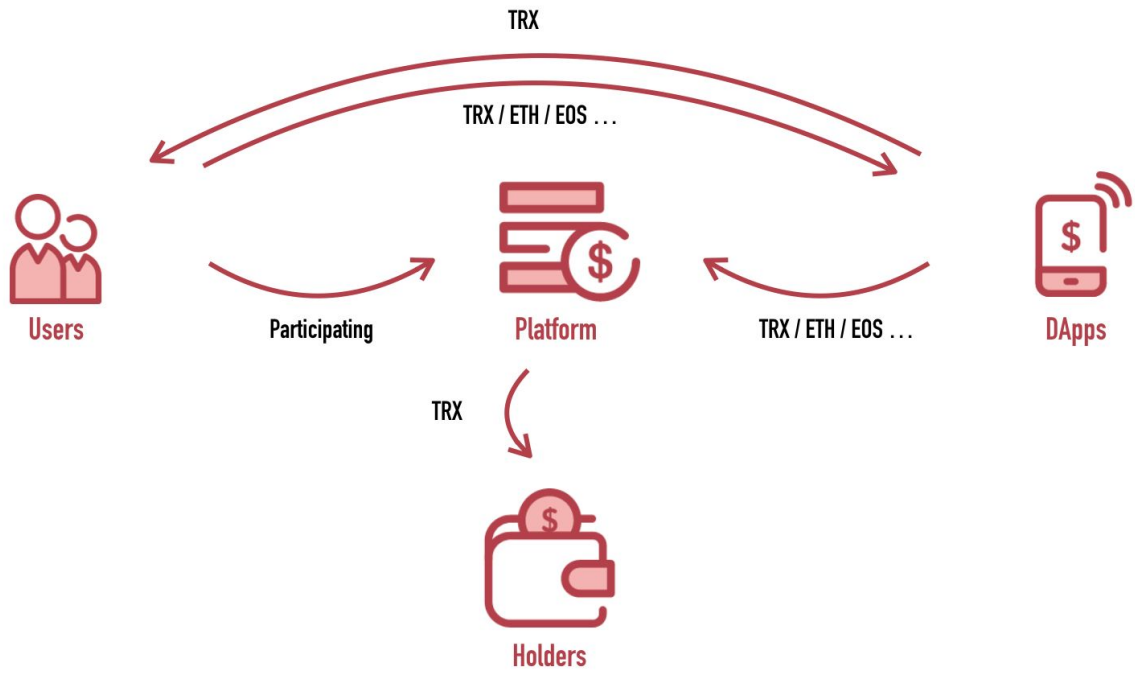 TRX
TRX / ETH / EOS ...
$
$
Users
Participating
Platform
TRX / ETH / EOS ...
DApps
TRX
$
Holders